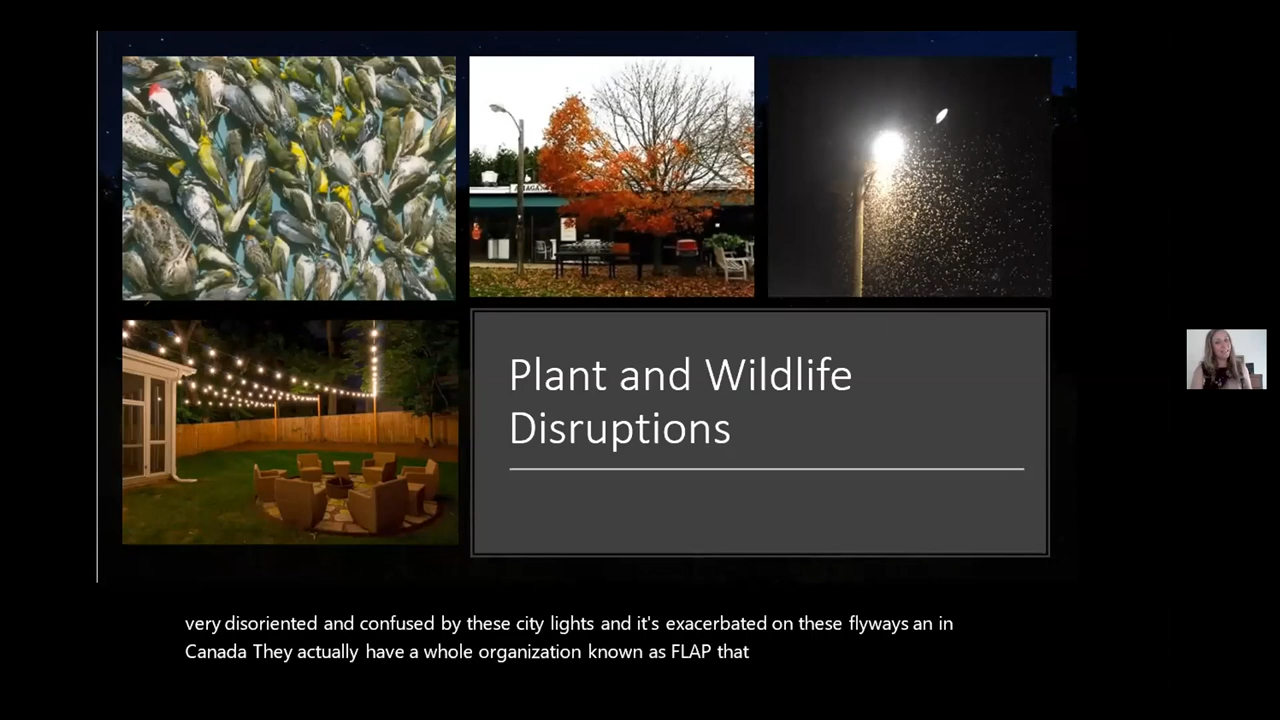 Plant and Wildlife
Disruptions
very disoriented and confused by these city lights and it's exacerbated on these flyways an in
Canada They actually have a whole organization known as FLAP that